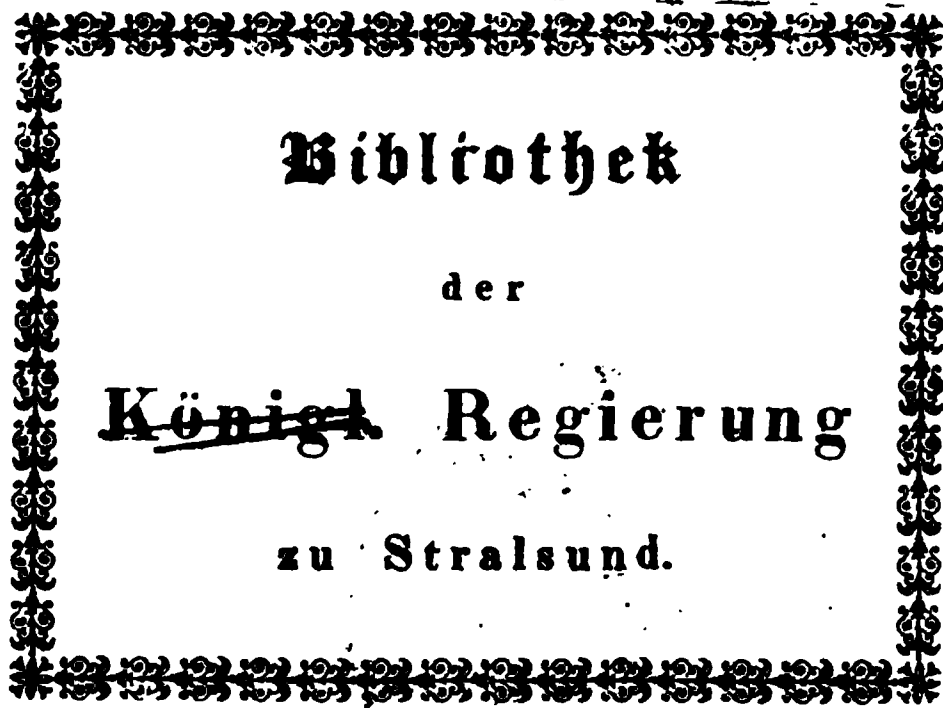 Bibliothek
der
Königl. Regierung
zu Stralsund.